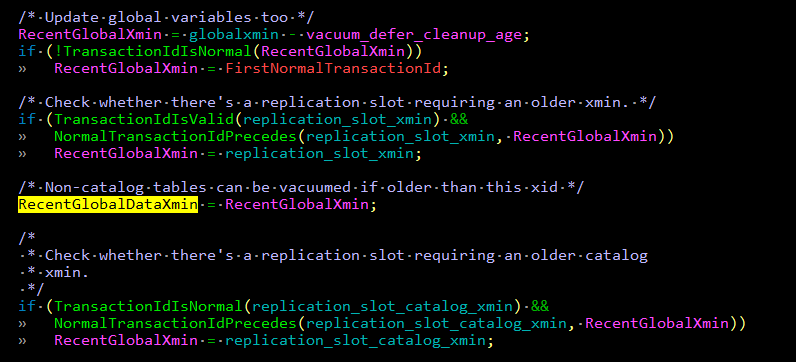 /* Update global variables too */
RecentGlobalXmin = globalxmin - vacuum_defer_cleanup_age;
if (!TransactionIdIsNormal(RecentGlobalXmin))
»   RecentGlobalXmin = FirstNormalTransactionId;

/* Check whether there's a replication slot requiring an older xmin. */
if (TransactionIdIsValid(replication_slot_xmin) &&
»   NormalTransactionIdPrecedes(replication_slot_xmin, RecentGlobalXmin))
»   RecentGlobalXmin = replication_slot_xmin;

/* Non-catalog tables can be vacuumed if older than this xid */
RecentGlobalDataXmin = RecentGlobalXmin;

/*
 * Check whether there's a replication slot requiring an older catalog
 * xmin.
 */
if (TransactionIdIsNormal(replication_slot_catalog_xmin) &&
»   NormalTransactionIdPrecedes(replication_slot_catalog_xmin, RecentGlobalXmin))
»   RecentGlobalXmin = replication_slot_catalog_xmin;